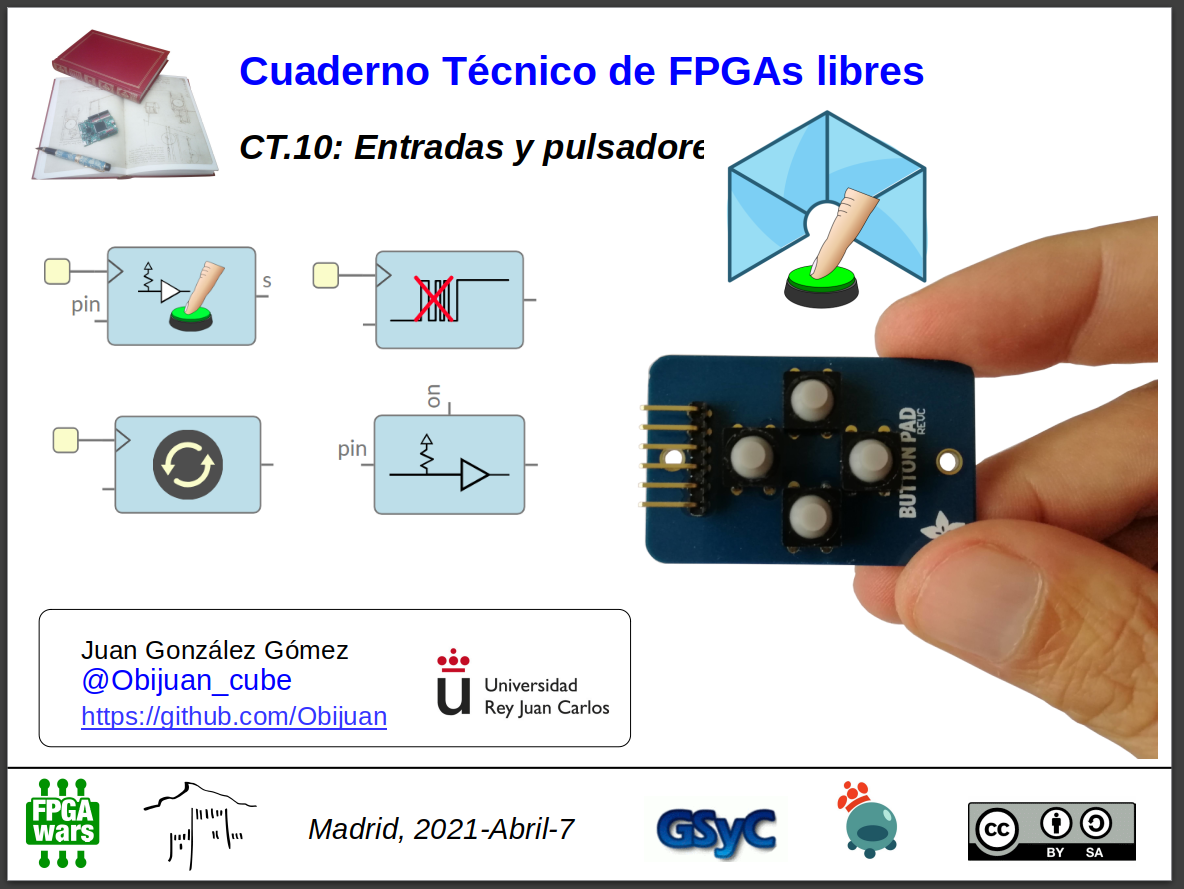 Cuaderno Técnico de FPGAs libres
CT.10: Entradas y pulsadore
pin
s
on
pin
BUTTON PAD
REVC
Juan González Gómez
@Obijuan_cube
https://github.com/Obijuan
Universidad
Rey Juan Carlos
FPGA
wars
Madrid, 2021-Abril-7
GSyC
CC
BY SA